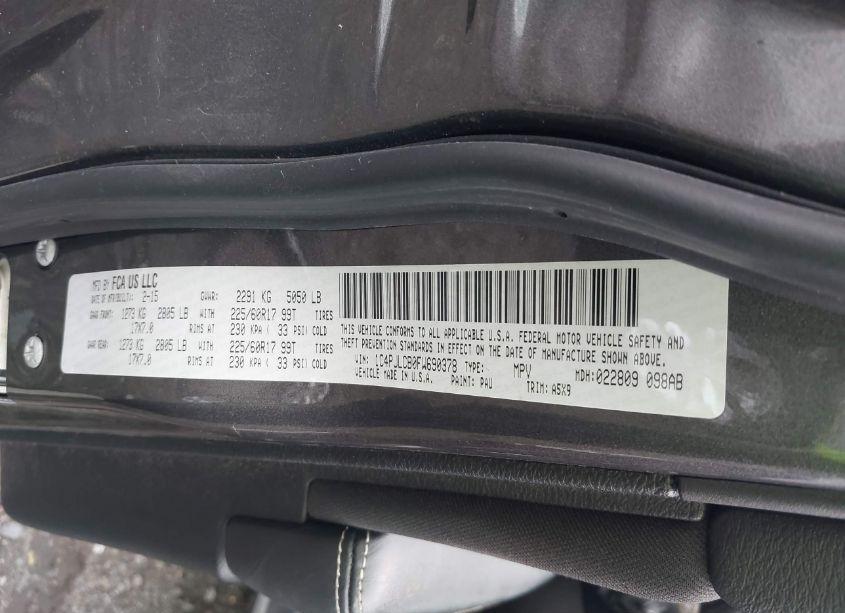 MFD BY FCA US LLC
DATE OF MFR(BUILT): 2-15 GVWR: 2291 KG 5050 LB
GAWR FRONT: 1273 KG 2805 LB WITH 225/60R17 99T TIRES
17X7.0 RIMS AT 230 KPA ( 33 PSI) COLD
GAWR REAR: 1273 KG 2805 LB WITH 225/60R17 99T TIRES
17X7.0 RIMS AT 230 KPA ( 33 PSI) COLD
THIS VEHICLE CONFORMS TO ALL APPLICABLE U.S.A. FEDERAL MOTOR VEHICLE SAFETY AND
THEFT PREVENTION STANDARDS IN EFFECT ON THE DATE OF MANUFACTURE SHOWN ABOVE.
VIN: 1C4PJLCB0FW690378 TYPE: MPV MDH: 022809 098AB
VEHICLE MADE IN U.S.A. PAINT: PAU TRIM: A5X9